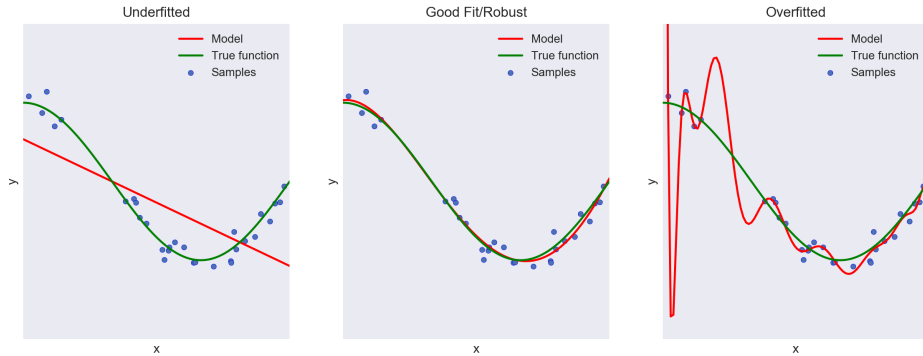 Underfitted
Model
True function
Samples
y
x
Good Fit/Robust
Model
True function
Samples
y
x
Overfitted
Model
True function
Samples
y
x